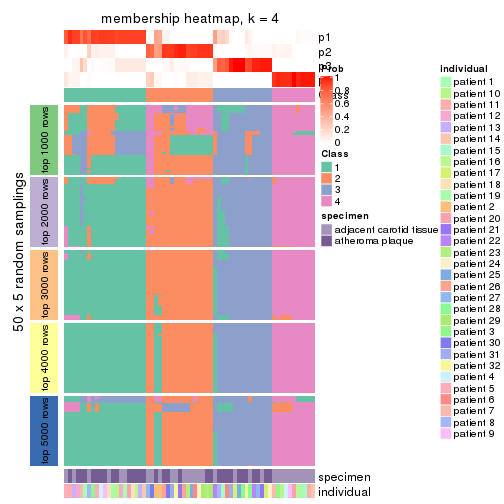 membership heatmap, k = 4
p1
p2
p3
p4
Prob
1
0.8
0.6
0.4
0.2
0
Class
Class
1
2
3
4
specimen
adjacent carotid tissue
atheroma plaque
individual
patient 1
patient 10
patient 11
patient 12
patient 13
patient 14
patient 15
patient 16
patient 17
patient 18
patient 19
patient 2
patient 20
patient 21
patient 22
patient 23
patient 24
patient 25
patient 26
patient 27
patient 28
patient 29
patient 3
patient 30
patient 31
patient 32
patient 4
patient 5
patient 6
patient 7
patient 8
patient 9
50 x 5 random samplings
top 1000 rows
top 2000 rows
top 3000 rows
top 4000 rows
top 5000 rows
specimen
individual